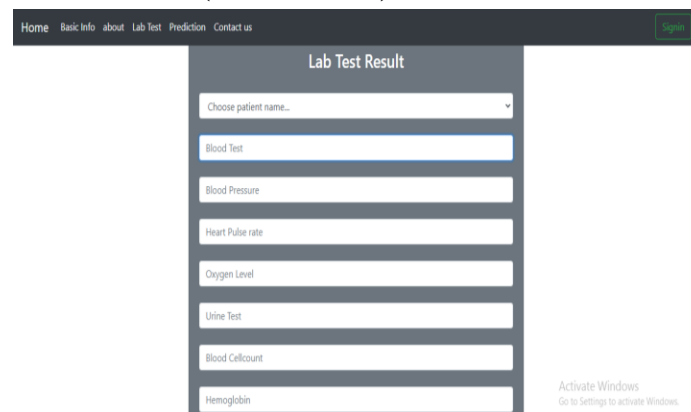 Home Basic Info about Lab Test Prediction Contact us Signin
Lab Test Result
Choose patient name...
Blood Test
Blood Pressure
Heart Pulse rate
Oxygen Level
Urine Test
Blood Cellcount
Hemoglobin
Activate Windows
Go to Settings to activate Windows.